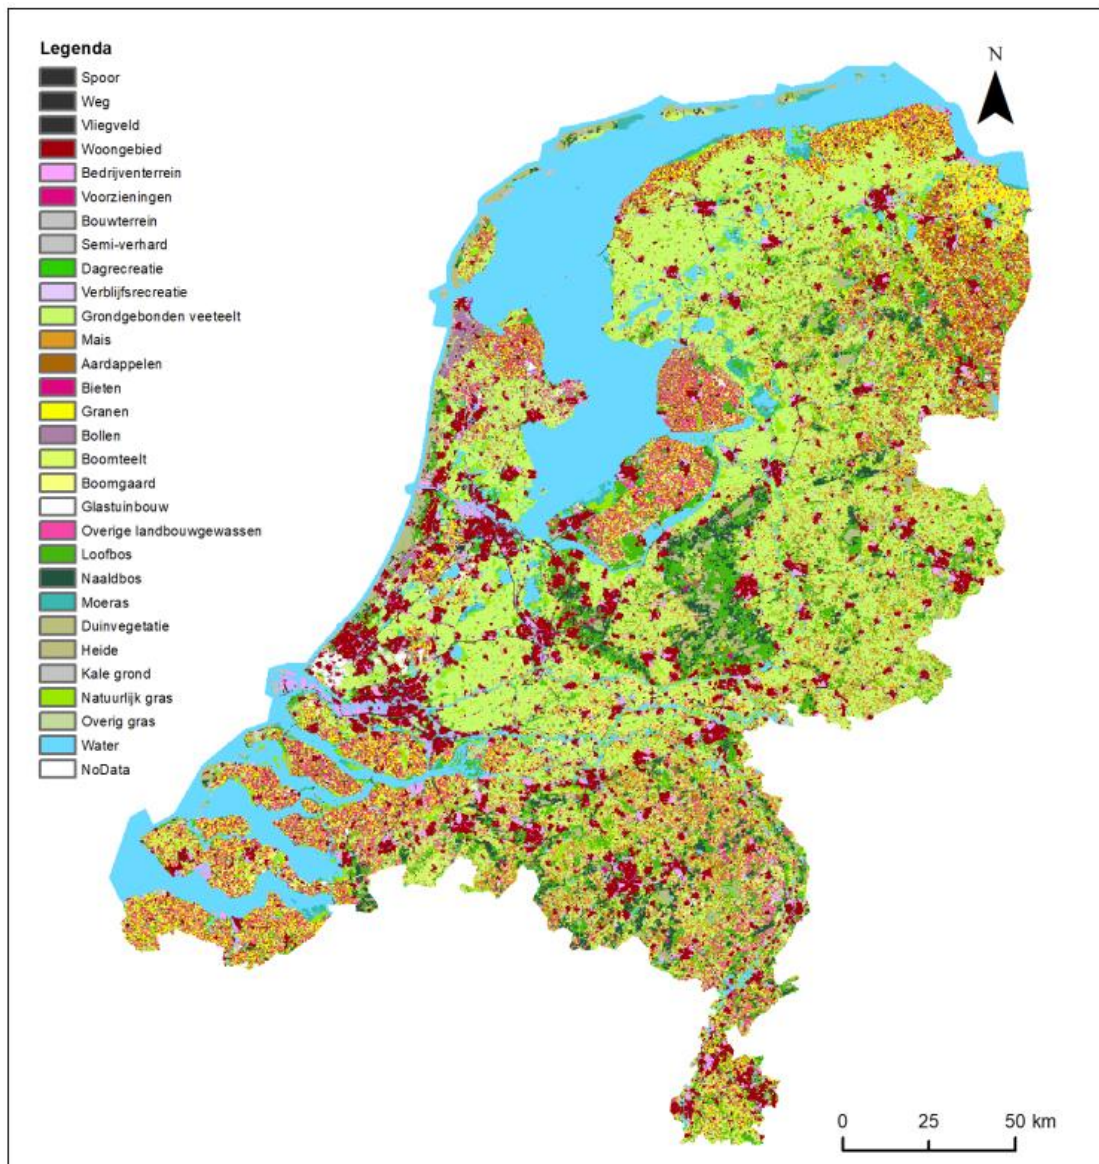 Legenda
Spoor
Weg
Vliegveld
Woongebied
Bedrijventerrein
Voorzieningen
Bouwterrein
Semi-verhard
Dagrecreatie
Verblijfsrecreatie
Grondgebonden veeteelt
Mais
Aardappelen
Bieten
Granen
Bollen
Boomteelt
Boomgaard
Glastuinbouw
Overige landbouwgewassen
Loofbos
Naaldbos
Moeras
Duinvegetatie
Heide
Kale grond
Natuurlijk gras
Overig gras
Water
NoData
N
0 25 50 km